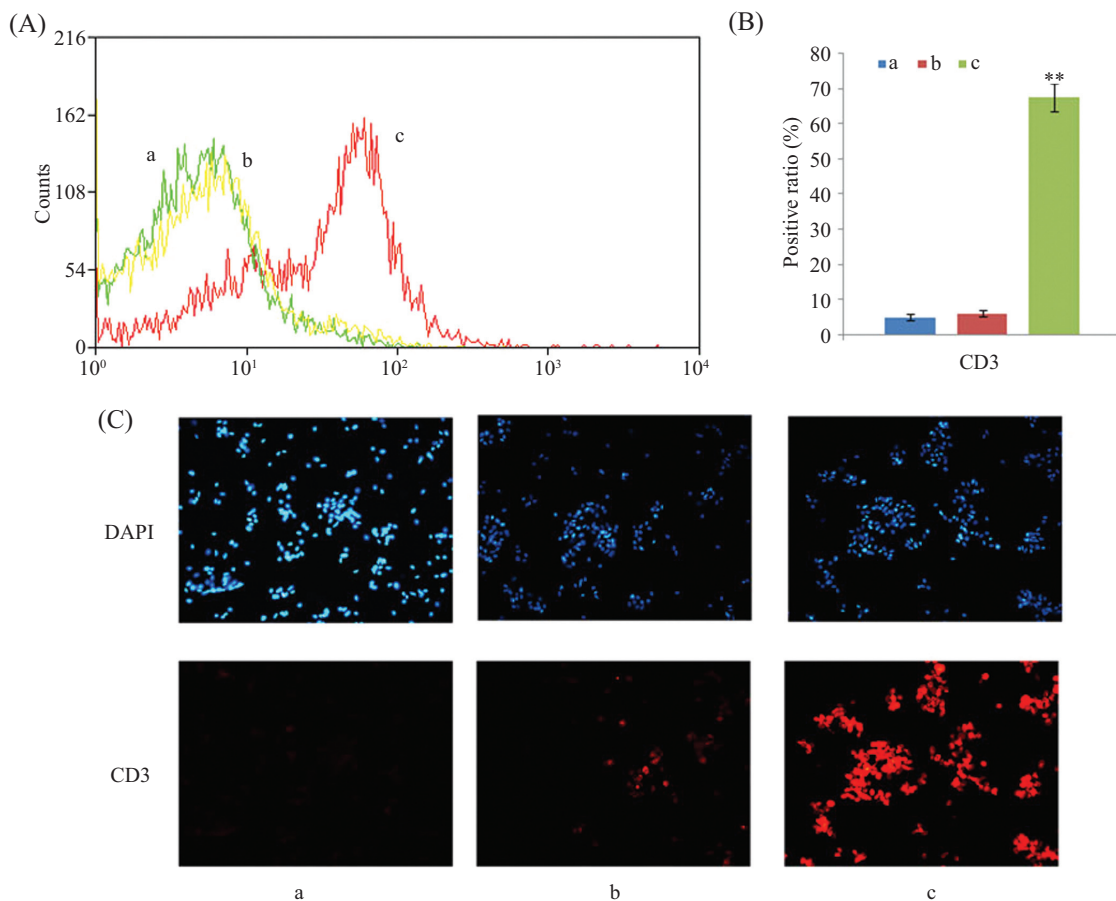 (A)
216
162
108
54
0
Counts
a
b
c
10⁰
10¹
10²
10³
10⁴
(B)
80
70
60
50
40
30
20
10
0
Positive ratio (%)
a b c
**
CD3
(C)
DAPI
CD3
a b c